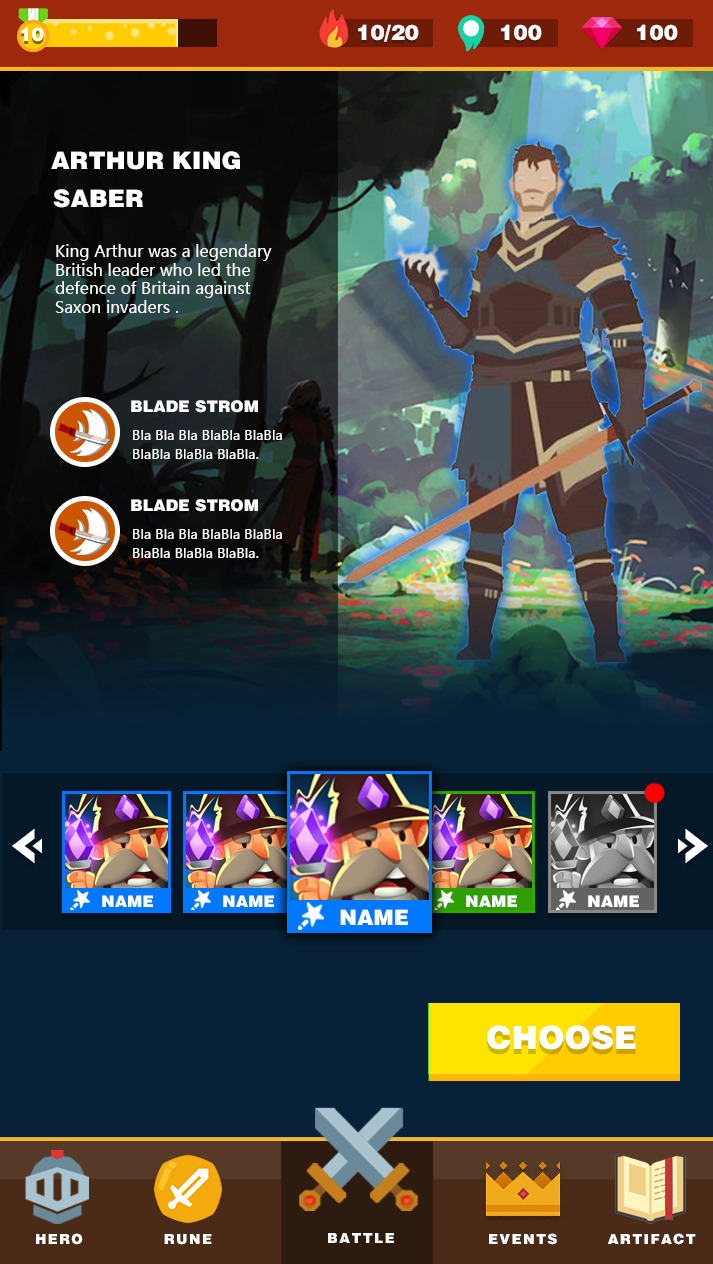 10
10/20
100
100
ARTHUR KING
SABER
King Arthur was a legendary
British leader who led the
defence of Britain against
Saxon invaders .
BLADE STROM
Bla Bla Bla BlaBla BlaBla
BlaBla BlaBla BlaBla.
BLADE STROM
Bla Bla Bla BlaBla BlaBla
BlaBla BlaBla BlaBla.
NAME
NAME
NAME
NAME
NAME
CHOOSE
HERO
RUNE
BATTLE
EVENTS
ARTIFACT